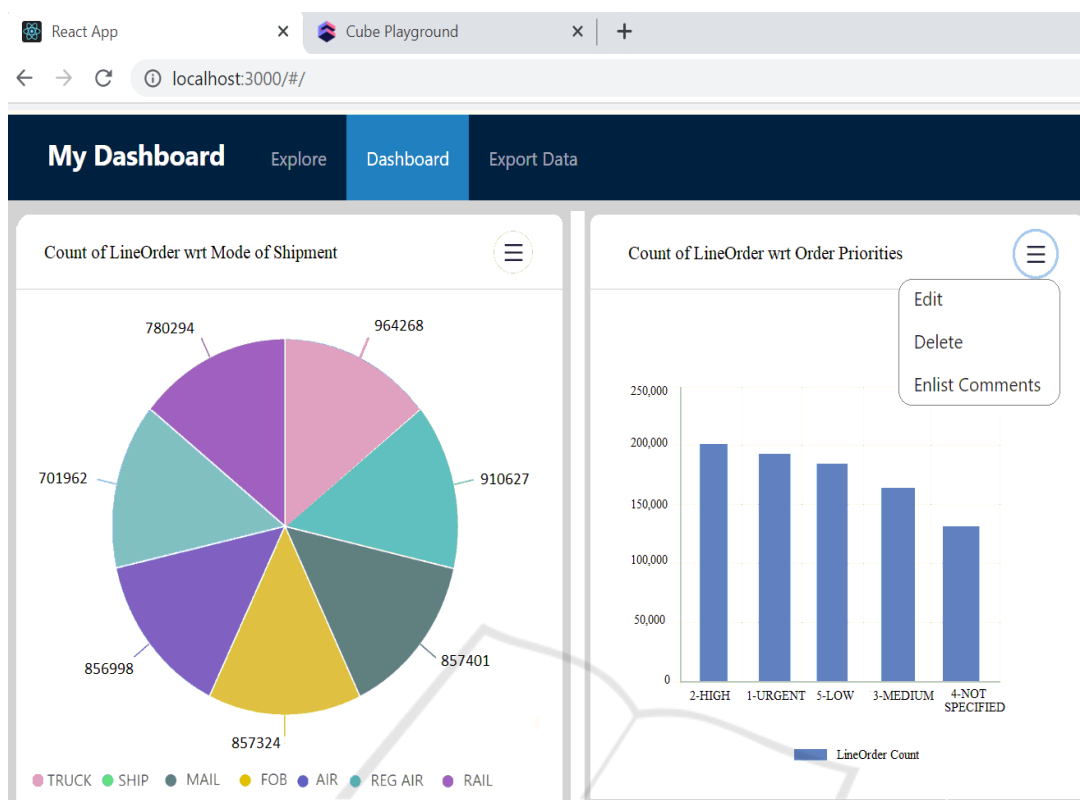 React App
Cube Playground
localhost:3000/#/
My Dashboard
Explore
Dashboard
Export Data
Count of LineOrder wrt Mode of Shipment
780294
964268
701962
910627
856998
857401
857324
TRUCK SHIP MAIL FOB AIR REG AIR RAIL
Count of LineOrder wrt Order Priorities
Edit
Delete
Enlist Comments
250,000
200,000
150,000
100,000
50,000
0
2-HIGH 1-URGENT 5-LOW 3-MEDIUM 4-NOT
SPECIFIED
LineOrder Count